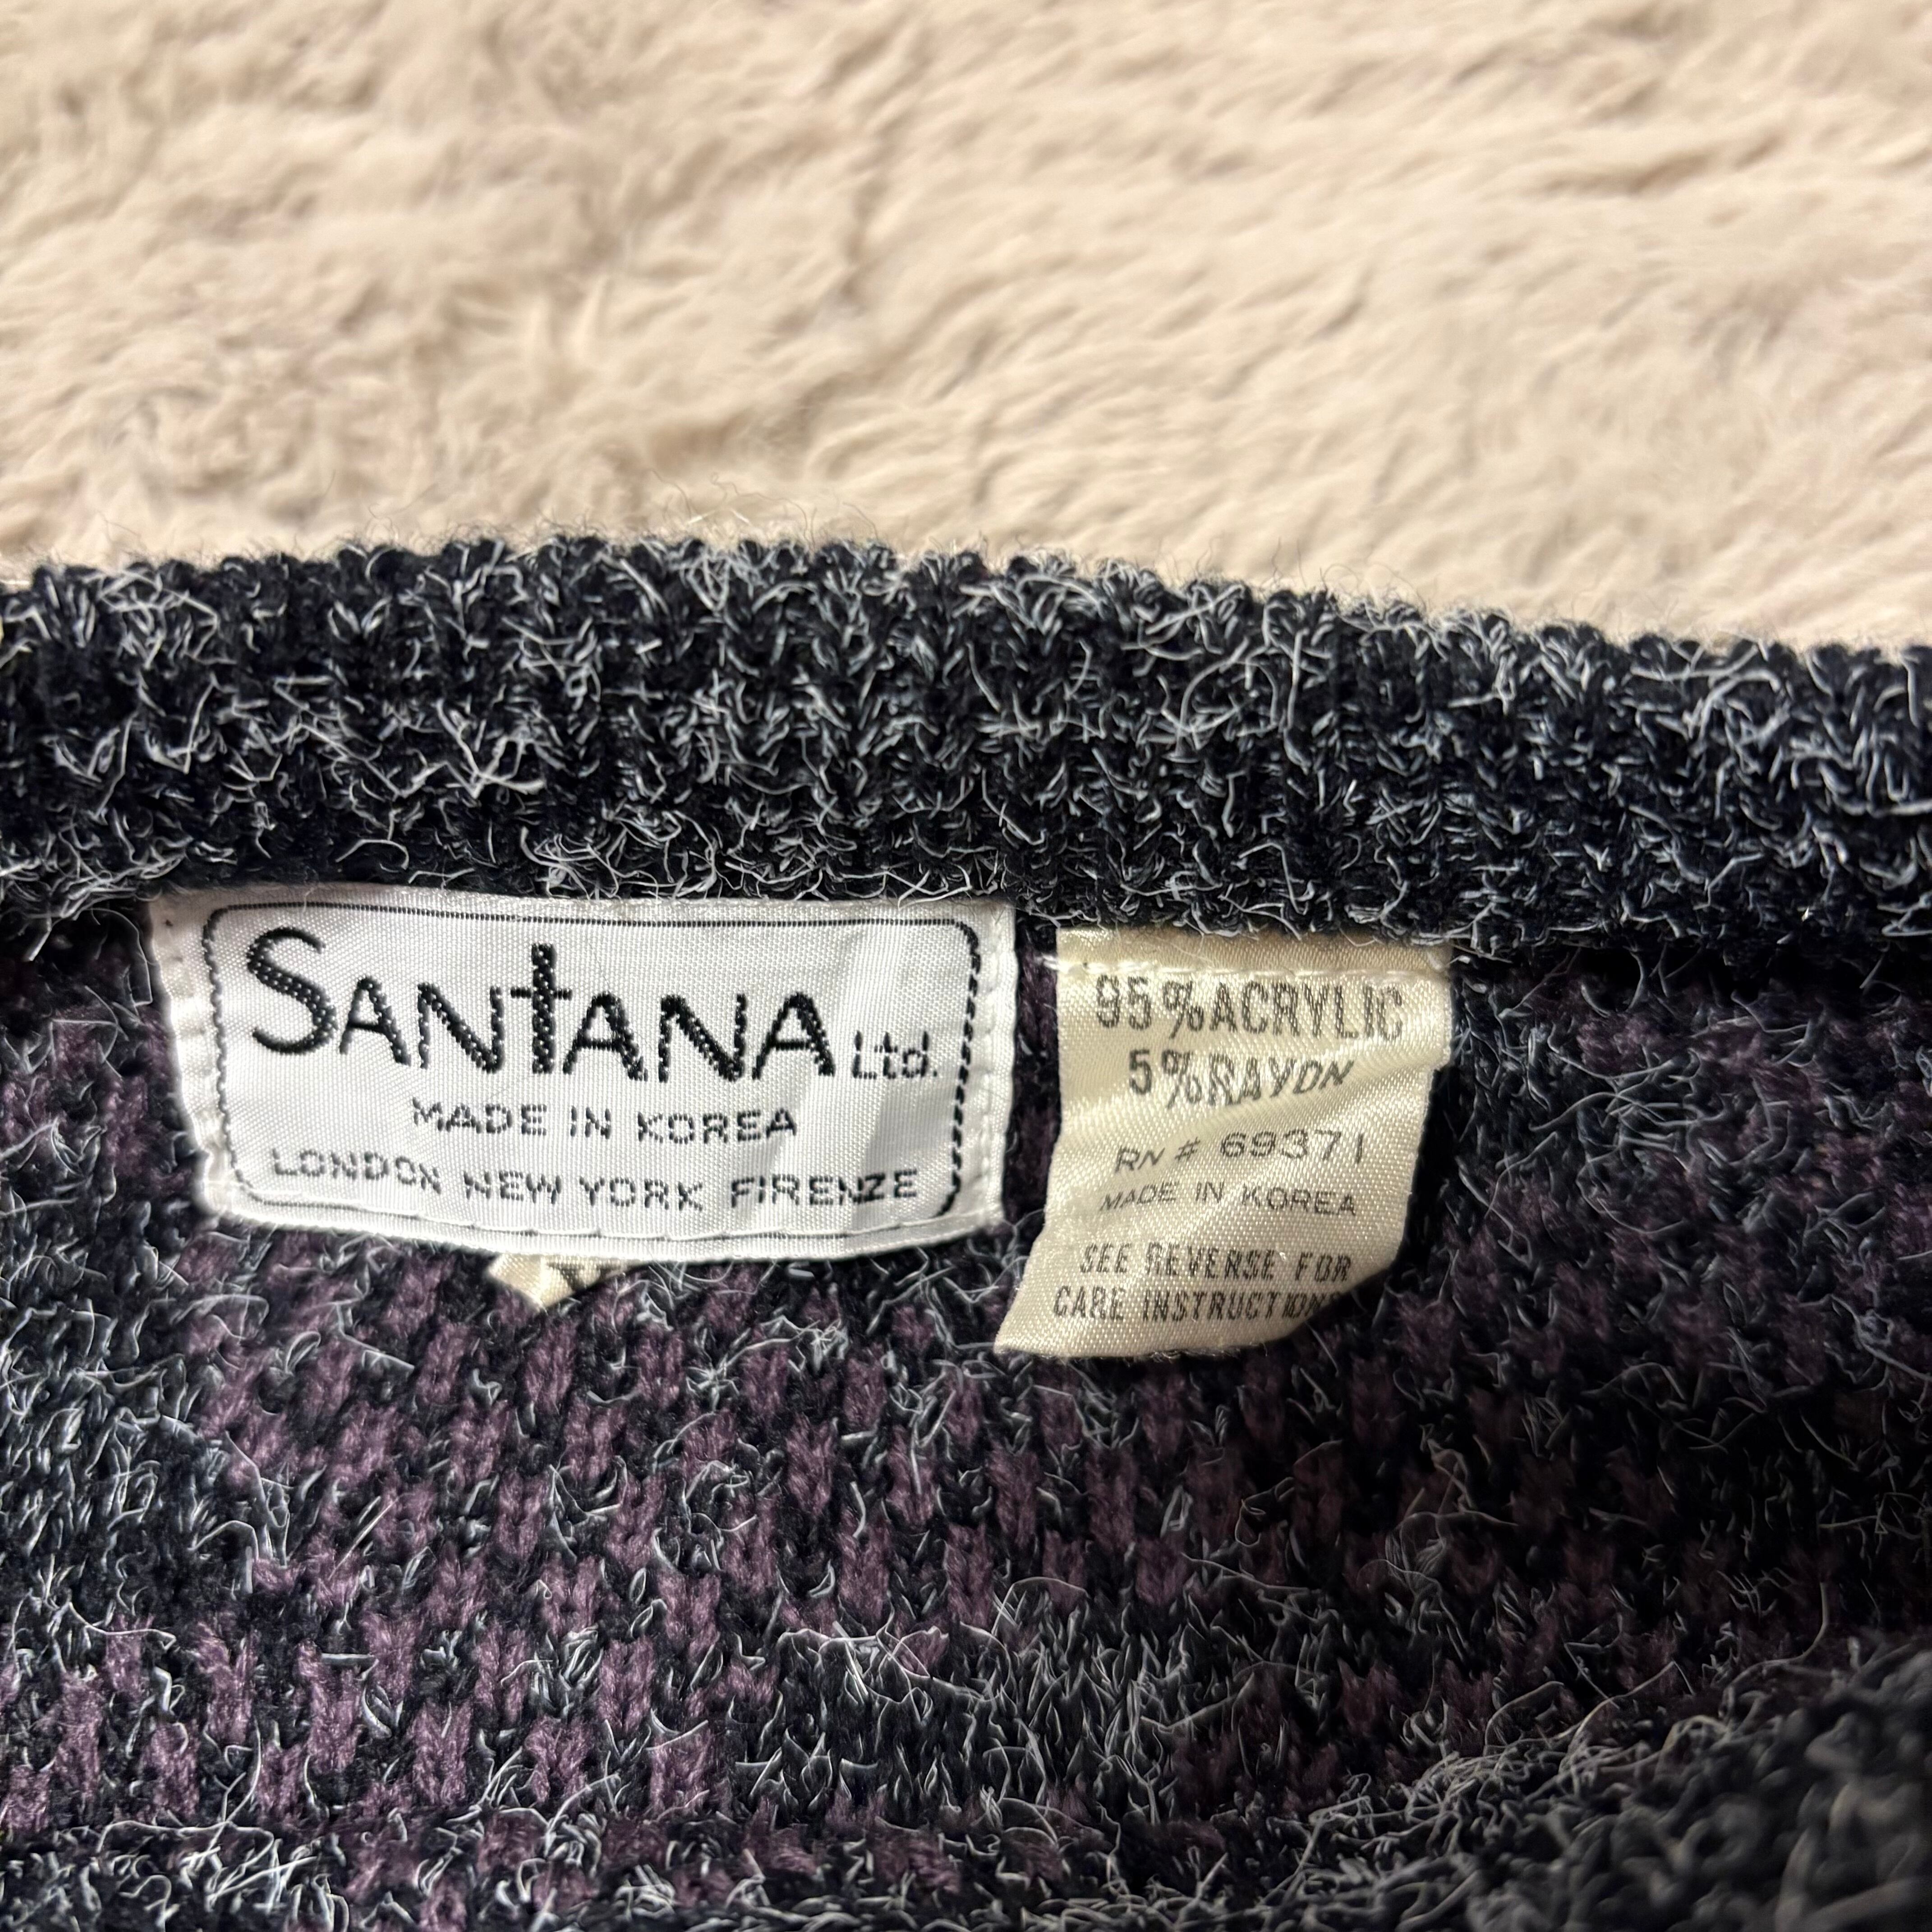 SANTANA Ltd.
MADE IN KOREA
LONDON NEW YORK FIRENZE
95% ACRYLIC
5% RAYON
RN # 69371
MADE IN KOREA
SEE REVERSE FOR
CARE INSTRUCTIONS